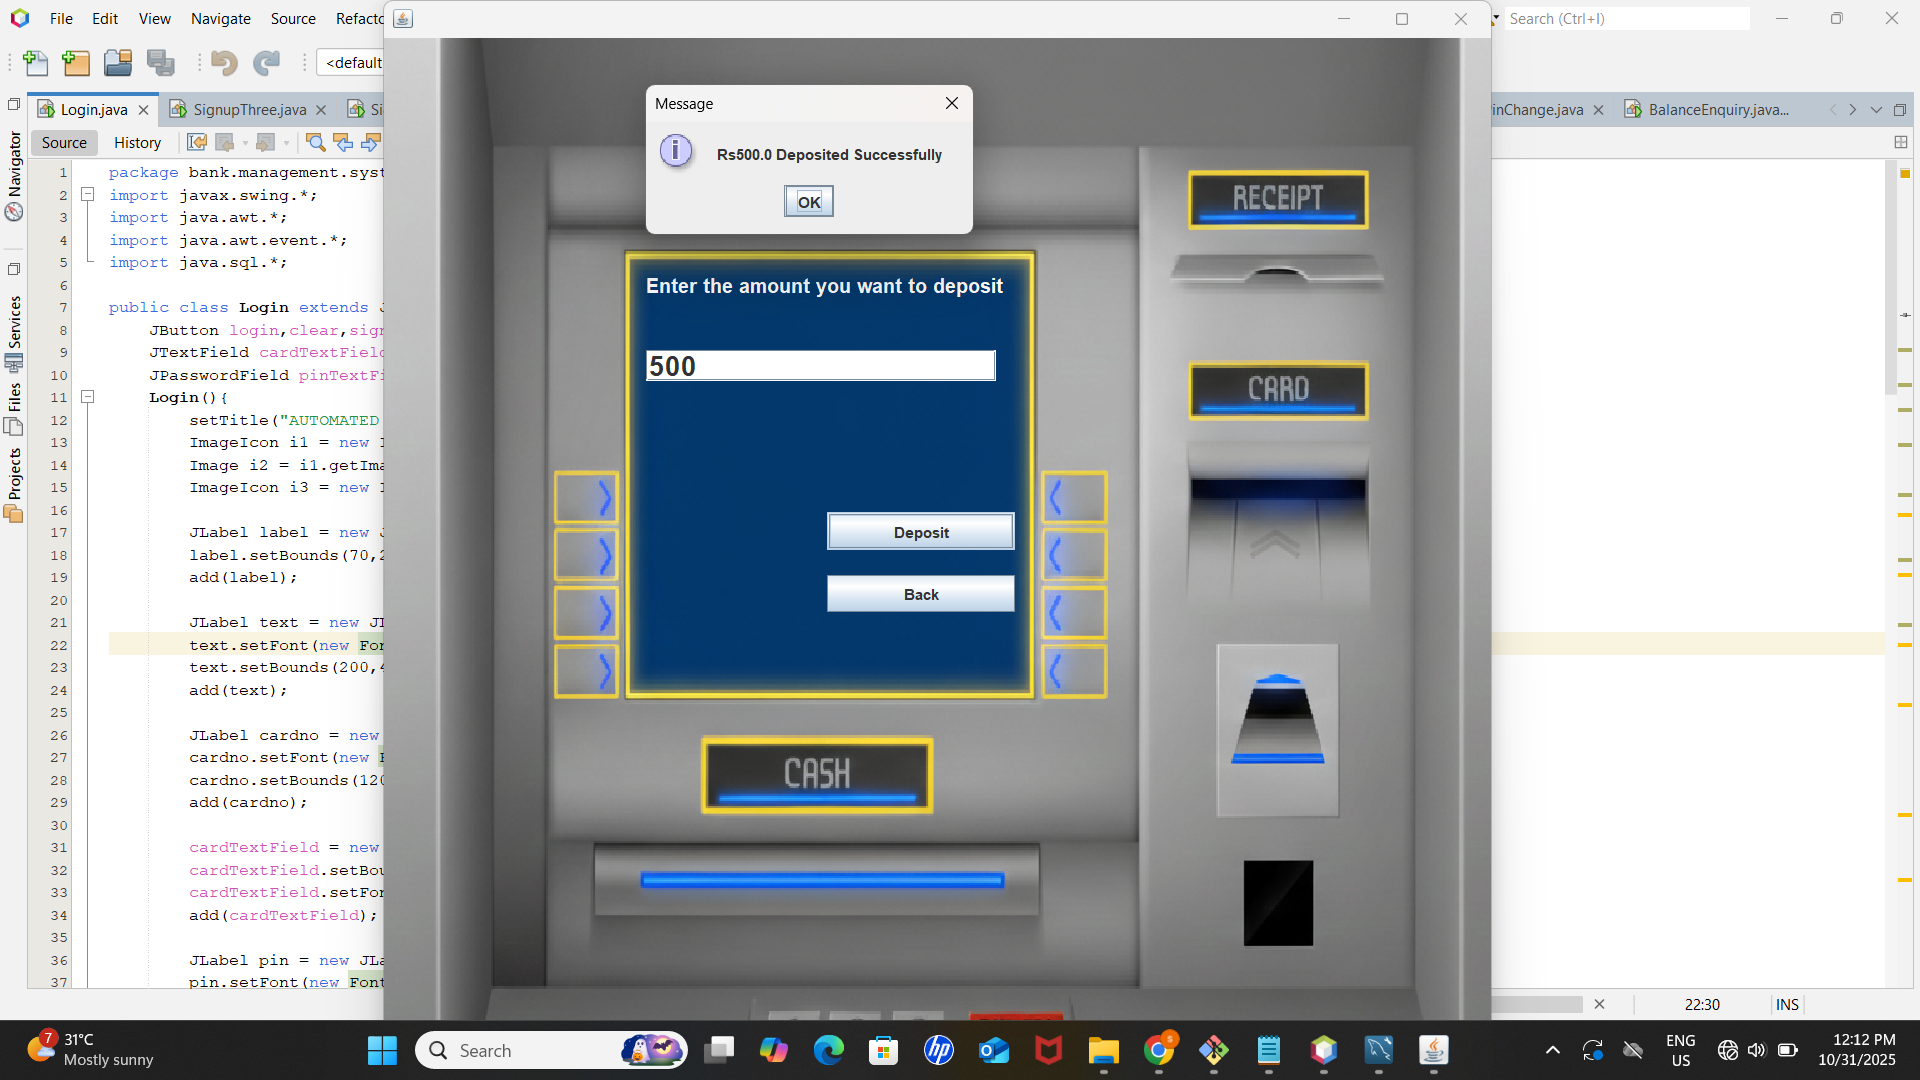 File Edit View Navigate Source
Search (Ctrl+I)
<default
Login.java SignupThree.java
BalanceEnquiry.java...
Source History
Navigator
Services
Files
Projects
1 package bank.management.syst
2 import javax.swing.*;
3 import java.awt.*;
4 import java.awt.event.*;
5 import java.sql.*;
6
7 public class Login extends J
8 JButton login,clear,sign
9 JTextField cardTextField
10 JPasswordField pinTextFi
11 Login(){
12 setTitle("AUTOMATED
13 ImageIcon i1 = new I
14 Image i2 = i1.getIma
15 ImageIcon i3 = new I
16
17 JLabel label = new J
18 label.setBounds(70,2
19 add(label);
20
21 JLabel text = new JL
22 text.setFont(new Fon
23 text.setBounds(200,4
24 add(text);
25
26 JLabel cardno = new
27 cardno.setFont(new F
28 cardno.setBounds(120
29 add(cardno);
30
31 cardTextField = new
32 cardTextField.setBou
33 cardTextField.setFon
34 add(cardTextField);
35
36 JLabel pin = new JLa
37 pin.setFont(new Font
Message
Rs500.0 Deposited Successfully
OK
Enter the amount you want to deposit
500
Deposit
Back
CASH
RECEIPT
CARD
22:30 INS
7
31°C
Mostly sunny
Search
ENG
US
12:12 PM
10/31/2025